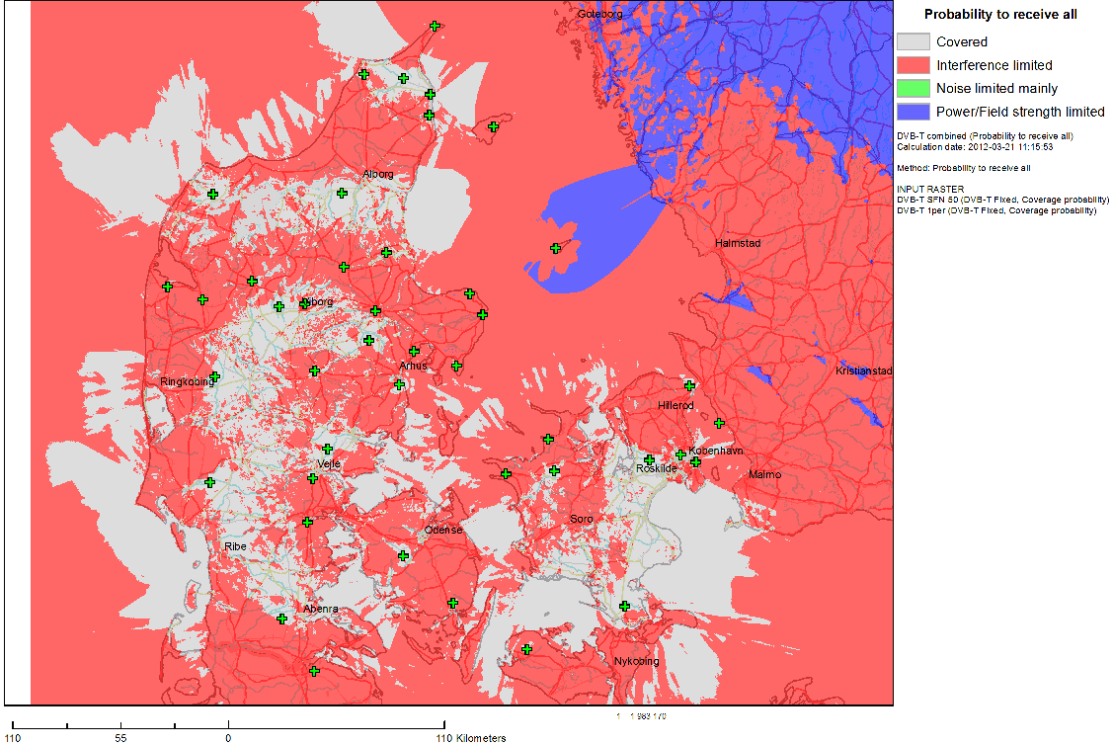 Probability to receive all
Covered
Interference limited
Noise limited mainly
Power/Field strength limited
DVB-T combined (Probability to receive all)
Calculation date: 2012-03-21 11:15:53
Method: Probability to receive all
INPUT RASTER
DVB-T SFN 80 (DVB-T Fixed, Coverage probability)
DVB-T 1per (DVB-T Fixed, Coverage probability)
Goteborg
Alborg
Halmstad
Arhus
Kristianstad
Ringkobing
Hillerod
Kobenhavn
Vejle
Roskilde
Malmo
Soro
Odense
Ribe
Abenra
Nykobing
110 55 0 110 Kilometers